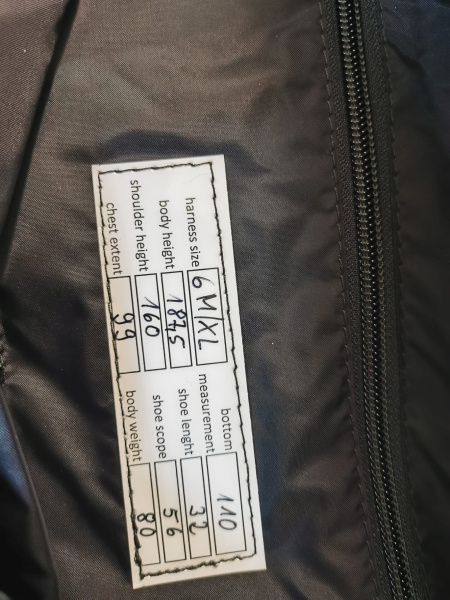 harness size 6 M/XL
body height 187,5
shoulder height 160
chest extent 99
bottom
measurement 110
shoe lenght 32
shoe scope 56
body weight 80